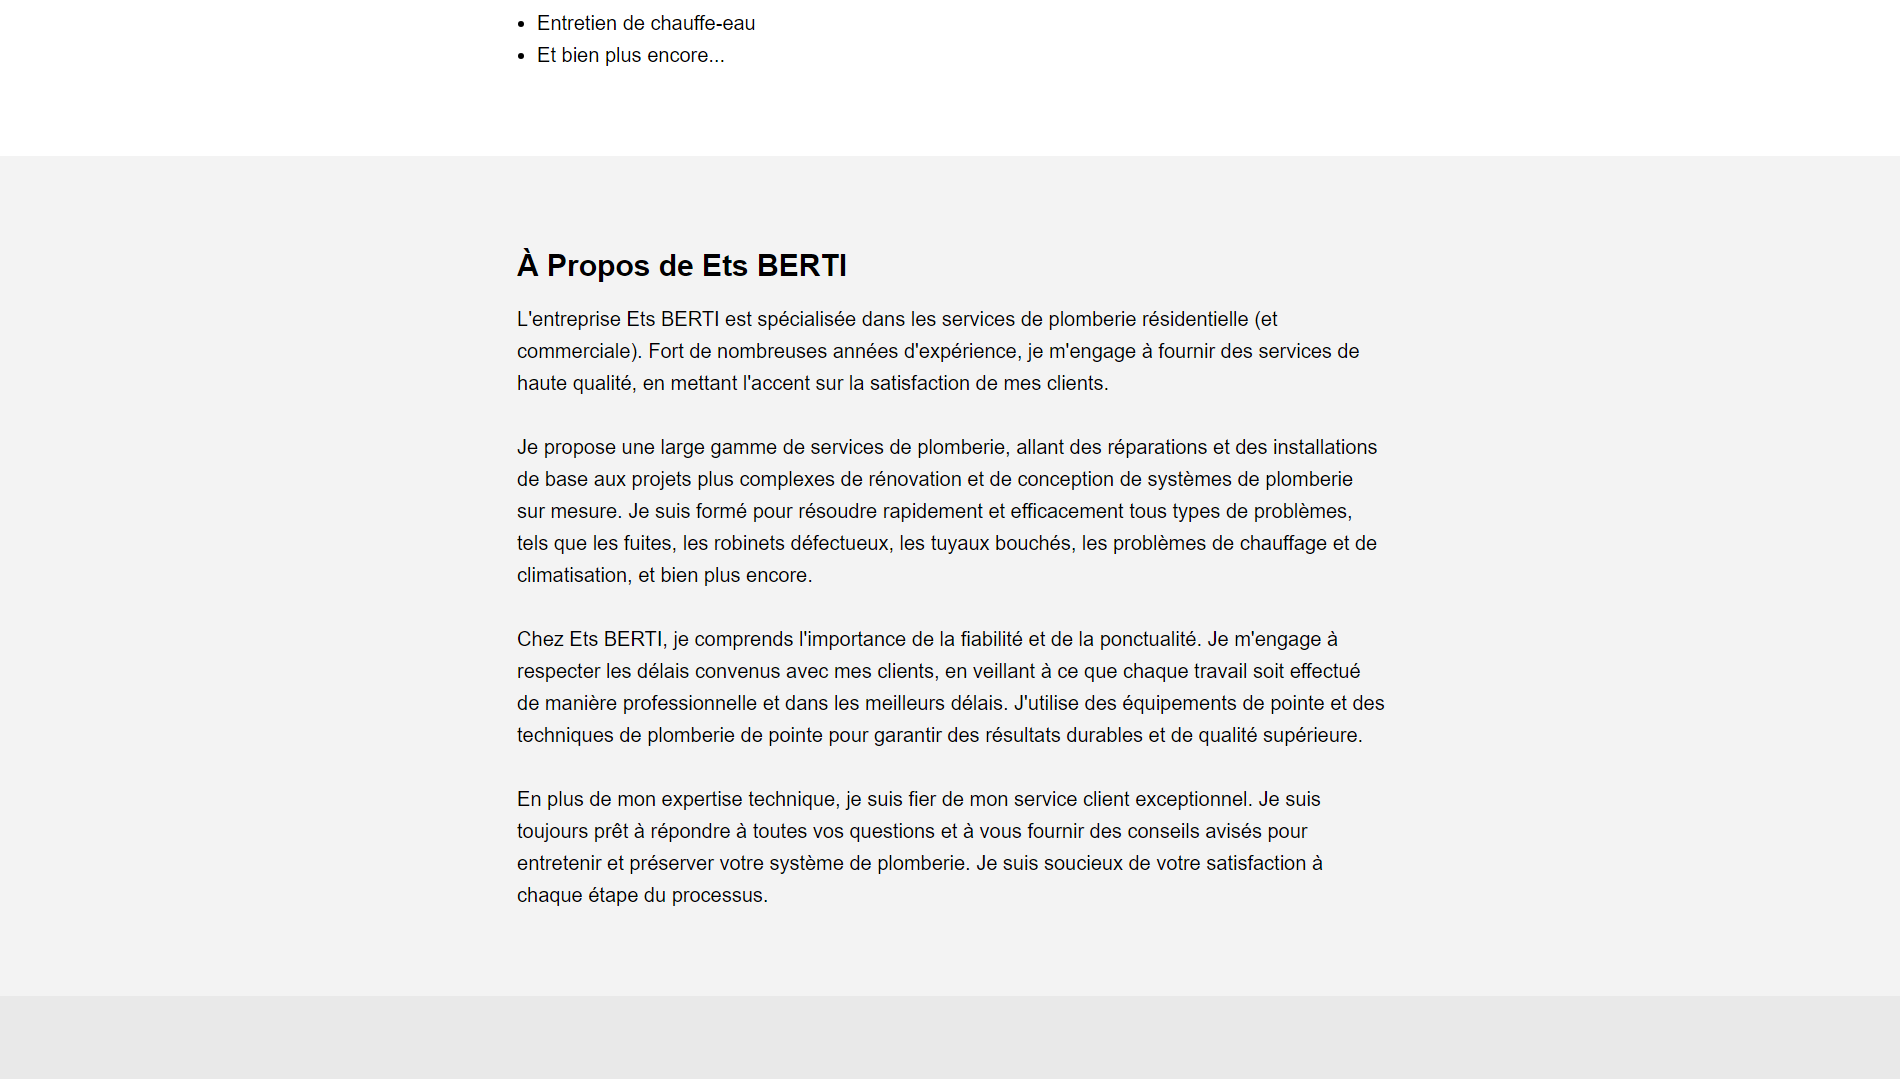 • Entretien de chauffe-eau
• Et bien plus encore...
À Propos de Ets BERTI
L'entreprise Ets BERTI est spécialisée dans les services de plomberie résidentielle (et
commerciale). Fort de nombreuses années d'expérience, je m'engage à fournir des services de
haute qualité, en mettant l'accent sur la satisfaction de mes clients.
Je propose une large gamme de services de plomberie, allant des réparations et des installations
de base aux projets plus complexes de rénovation et de conception de systèmes de plomberie
sur mesure. Je suis formé pour résoudre rapidement et efficacement tous types de problèmes,
tels que les fuites, les robinets défectueux, les tuyaux bouchés, les problèmes de chauffage et de
climatisation, et bien plus encore.
Chez Ets BERTI, je comprends l'importance de la fiabilité et de la ponctualité. Je m'engage à
respecter les délais convenus avec mes clients, en veillant à ce que chaque travail soit effectué
de manière professionnelle et dans les meilleurs délais. J'utilise des équipements de pointe et des
techniques de plomberie de pointe pour garantir des résultats durables et de qualité supérieure.
En plus de mon expertise technique, je suis fier de mon service client exceptionnel. Je suis
toujours prêt à répondre à toutes vos questions et à vous fournir des conseils avisés pour
entretenir et préserver votre système de plomberie. Je suis soucieux de votre satisfaction à
chaque étape du processus.